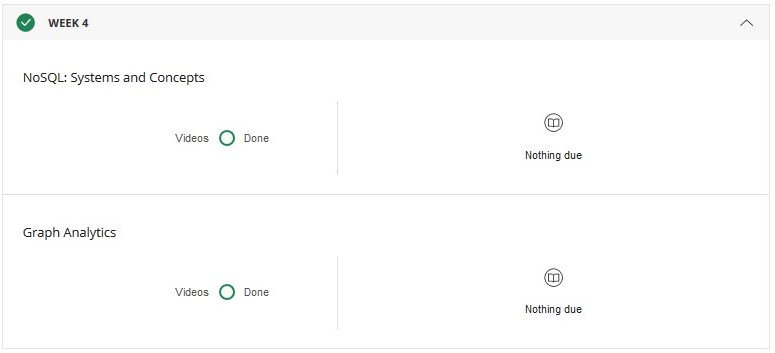 WEEK 4
NoSQL: Systems and Concepts
Videos Done
Nothing due
Graph Analytics
Videos Done
Nothing due